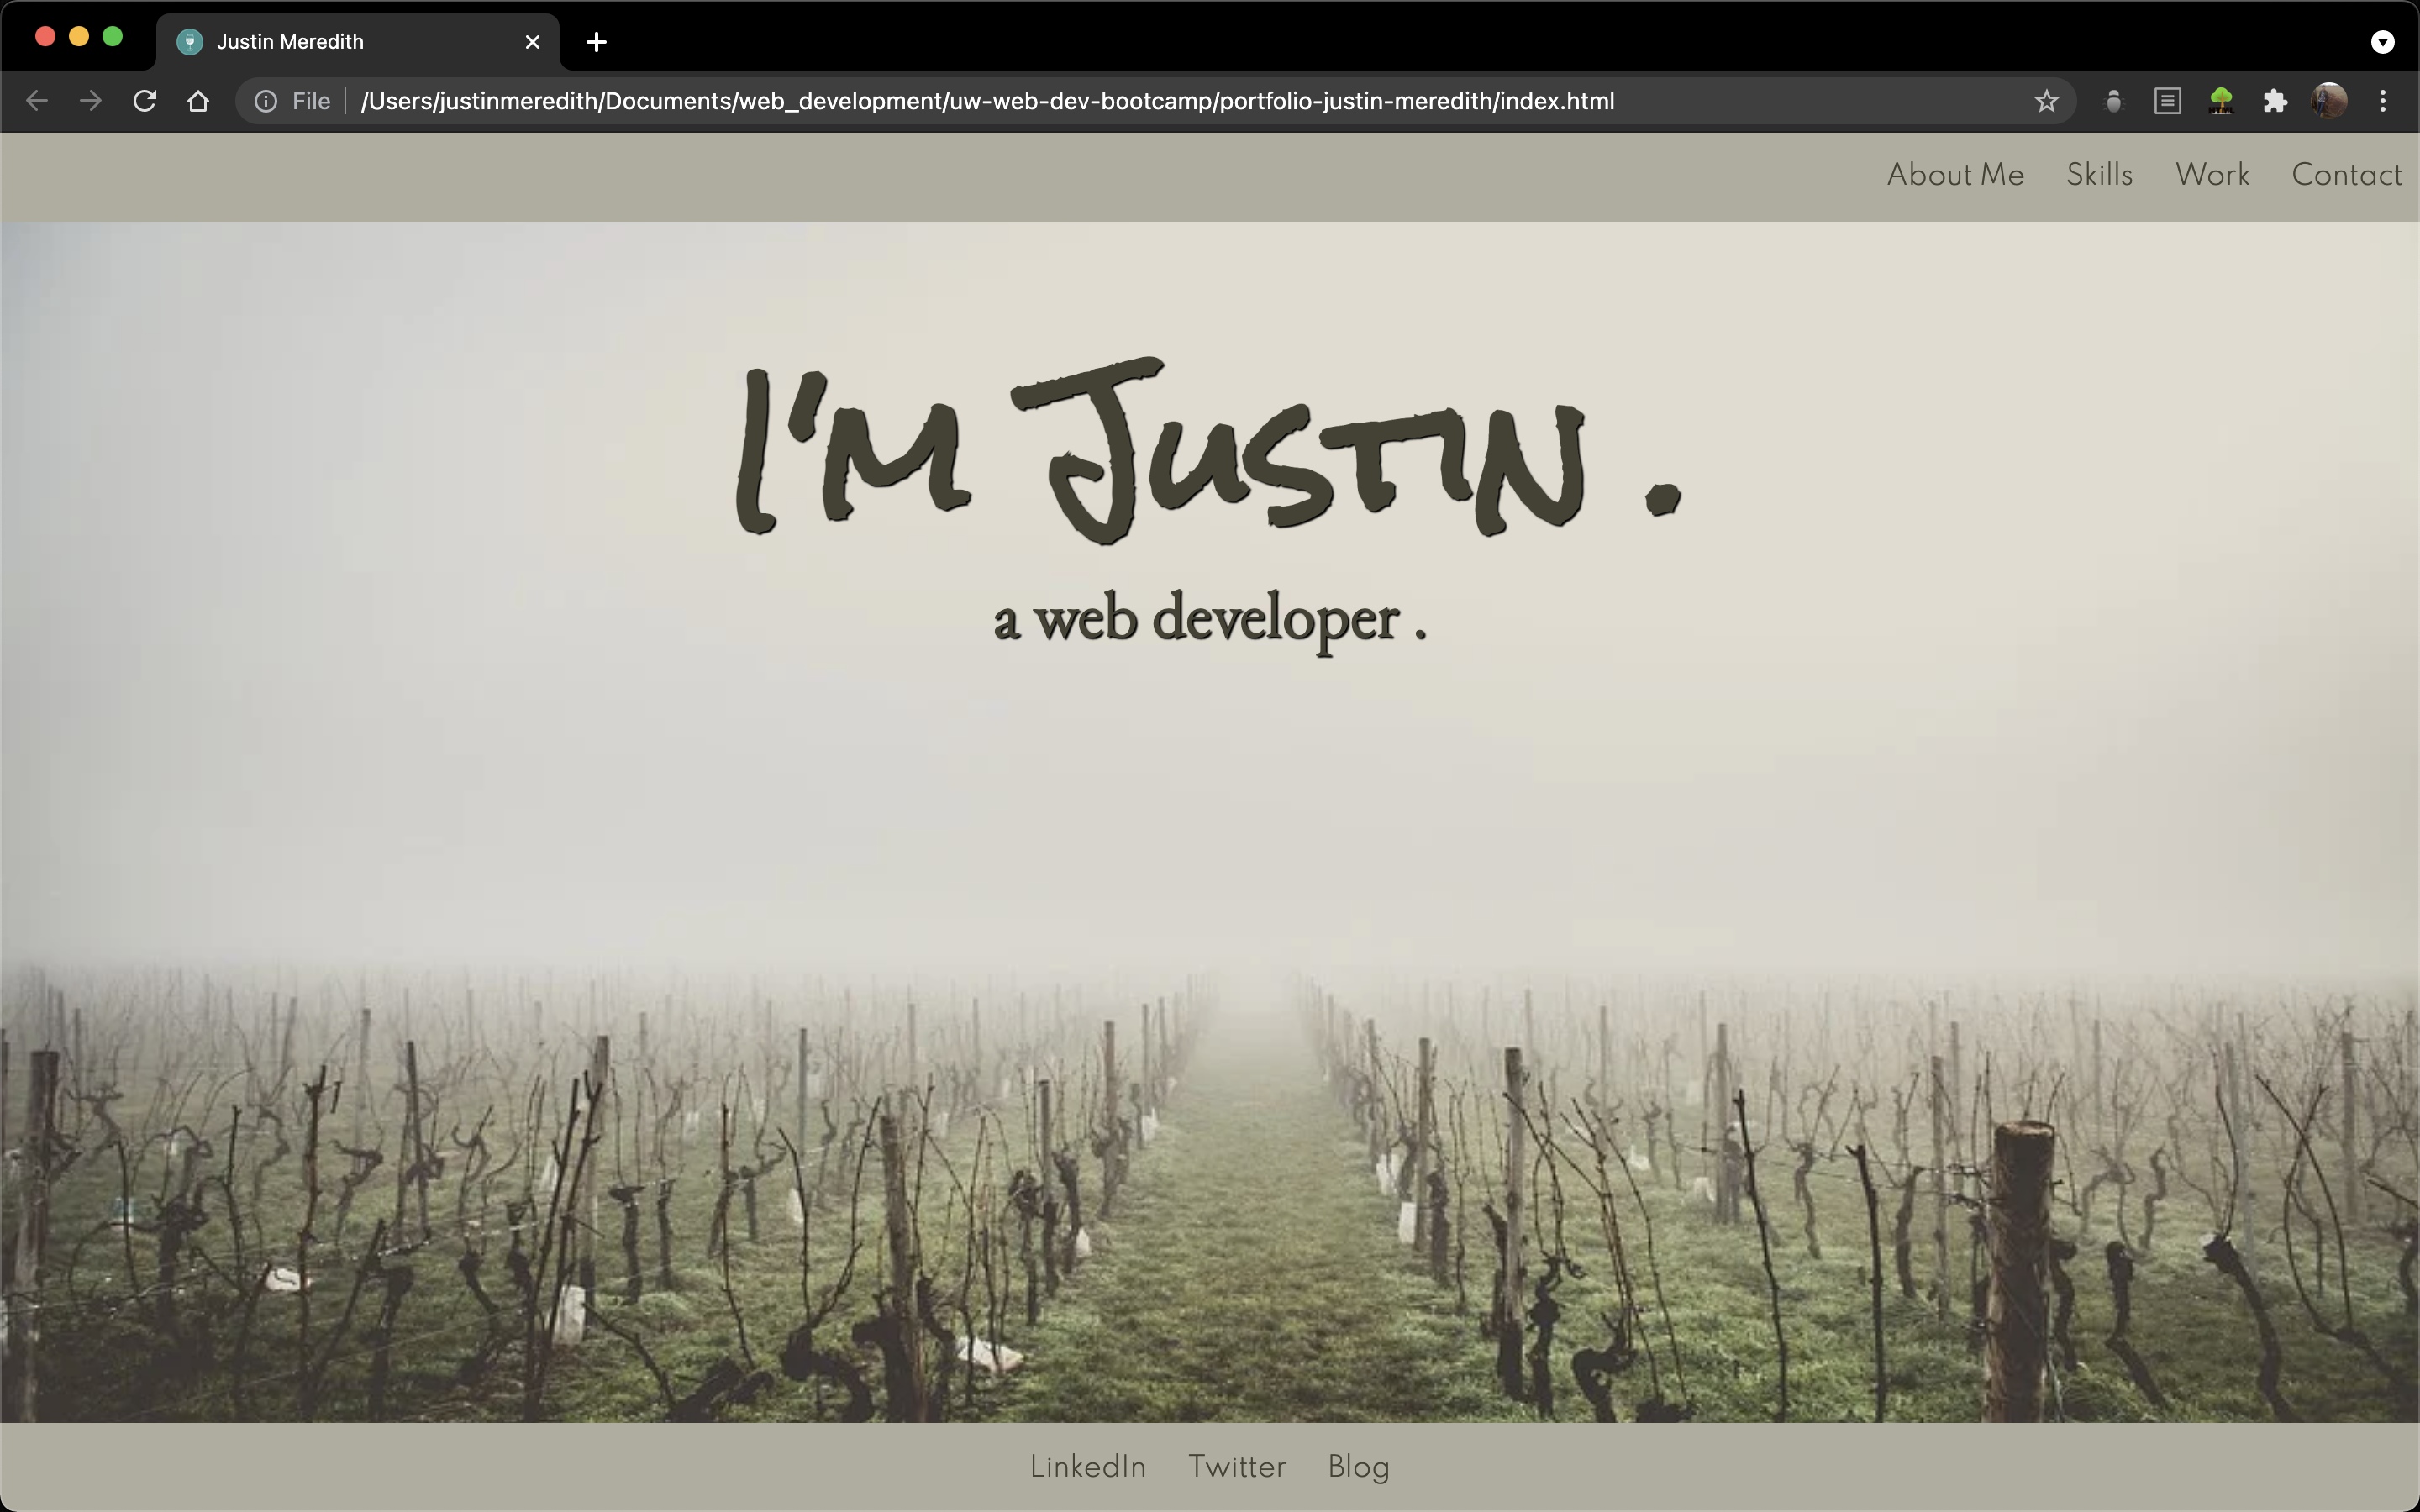 Justin Meredith
File /Users/justinmeredith/Documents/web_development/uw-web-dev-bootcamp/portfolio-justin-meredith/index.html
About Me Skills Work Contact
I'm Justin .
a web developer .
LinkedIn Twitter Blog